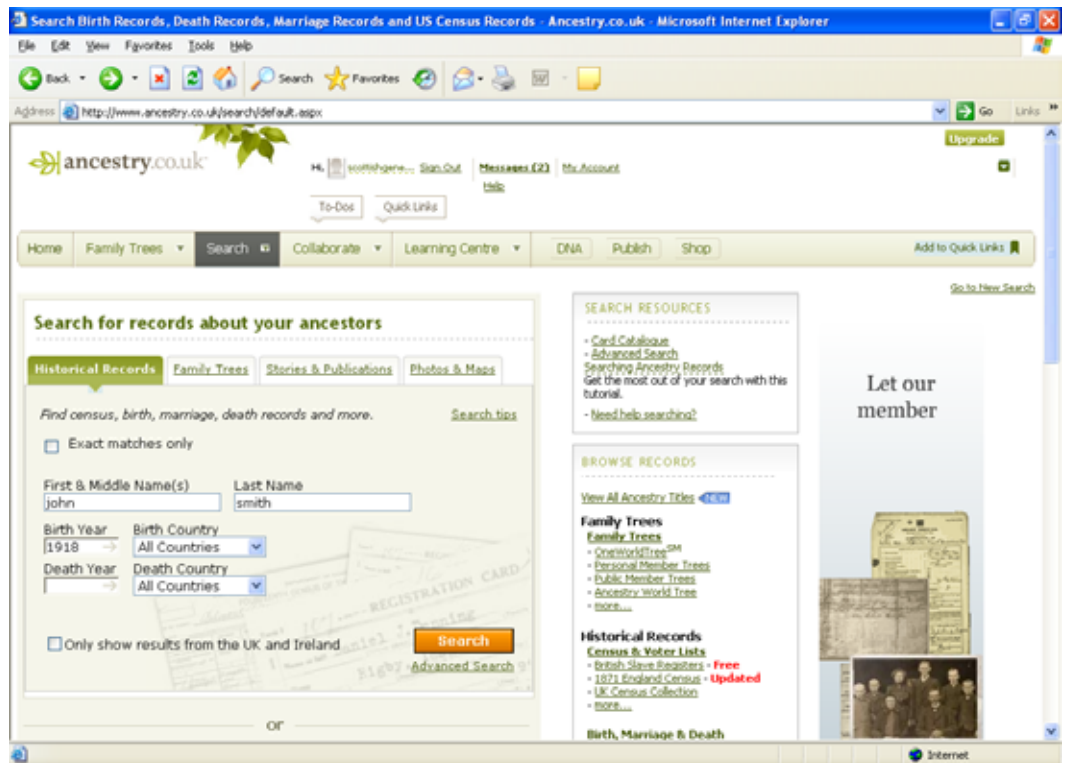 Search Birth Records, Death Records, Marriage Records and US Census Records - Ancestry.co.uk - Microsoft Internet Explorer
File Edit View Favorites Tools Help
Back Search Favorites
Address http://www.ancestry.co.uk/search/default.aspx Go Links
Upgrade
ancestry.co.uk
Hi, scottishgene... Sign Out Messages (2) My Account
Help
To-Dos Quick Links
Home Family Trees Search Collaborate Learning Centre DNA Publish Shop Add to Quick Links
Go to New Search
Search for records about your ancestors
Historical Records Family Trees Stories & Publications Photos & Maps
Find census, birth, marriage, death records and more. Search tips
Exact matches only
First & Middle Name(s) Last Name
john smith
Birth Year Birth Country
1918 All Countries
Death Year Death Country
All Countries
REGISTRATION CARD
Only show results from the UK and Ireland Search
Advanced Search
or
SEARCH RESOURCES
- Card Catalogue
- Advanced Search
Searching Ancestry Records
Get the most out of your search with this
tutorial.
- Need help searching?
BROWSE RECORDS
View All Ancestry Titles NEW
Family Trees
Family Trees
- OneWorldTree SM
- Personal Member Trees
- Public Member Trees
- Ancestry World Tree
- more...
Historical Records
Census & Voter Lists
- British Slave Registers - Free
- 1871 England Census - Updated
- UK Census Collection
- more...
Birth, Marriage & Death
Let our
member
Internet